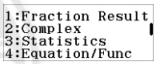 1:Fraction Result
2:Complex
3:Statistics
4:Equation/Func